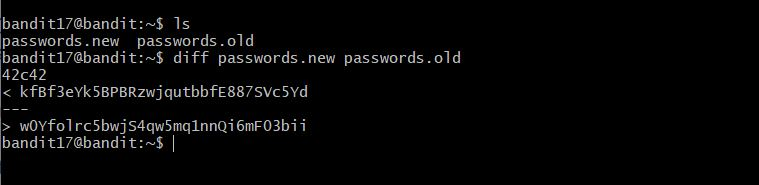 bandit17@bandit:~$ ls
passwords.new  passwords.old
bandit17@bandit:~$ diff passwords.new passwords.old
42c42
< kfBf3eYk5BPBRzwjqutbbfE887SVc5Yd
---
> w0Yfolrc5bwjS4qw5mq1nnQi6mF03bii
bandit17@bandit:~$